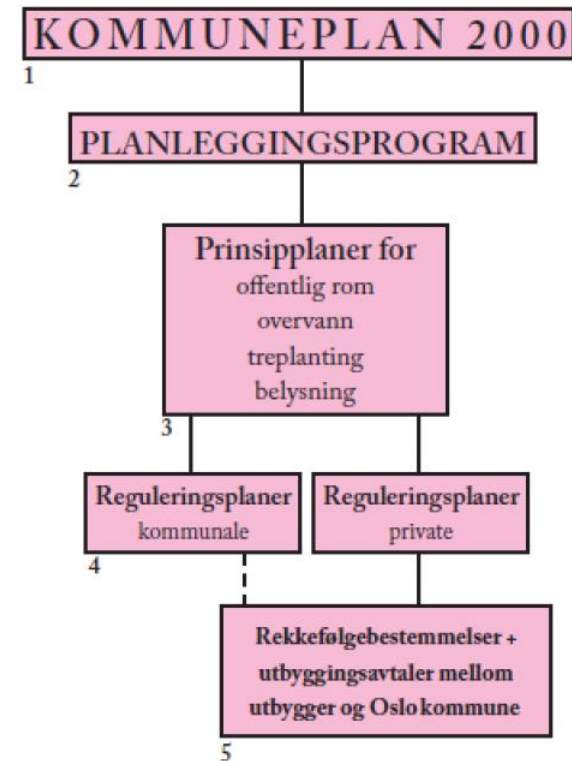 KOMMUNEPLAN 2000
1
PLANLEGGINGSPROGRAM
2
Prinsipplaner for
offentlig rom
overvann
treplanting
belysning
3
Reguleringsplaner
kommunale
4
Reguleringsplaner
private
Rekkefølgebestemmelser +
utbyggingsavtaler mellom
utbygger og Oslo kommune
5